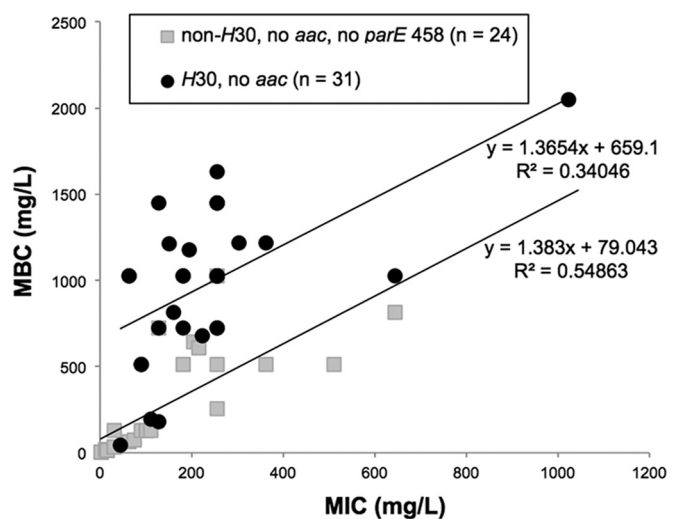 2500
non-H30, no aac, no parE 458 (n = 24)
H30, no aac (n = 31)
2000
y = 1.3654x + 659.1
R² = 0.34046
1500
MBC (mg/L)
y = 1.383x + 79.043
R² = 0.54863
1000
500
0
0 200 400 600 800 1000 1200
MIC (mg/L)